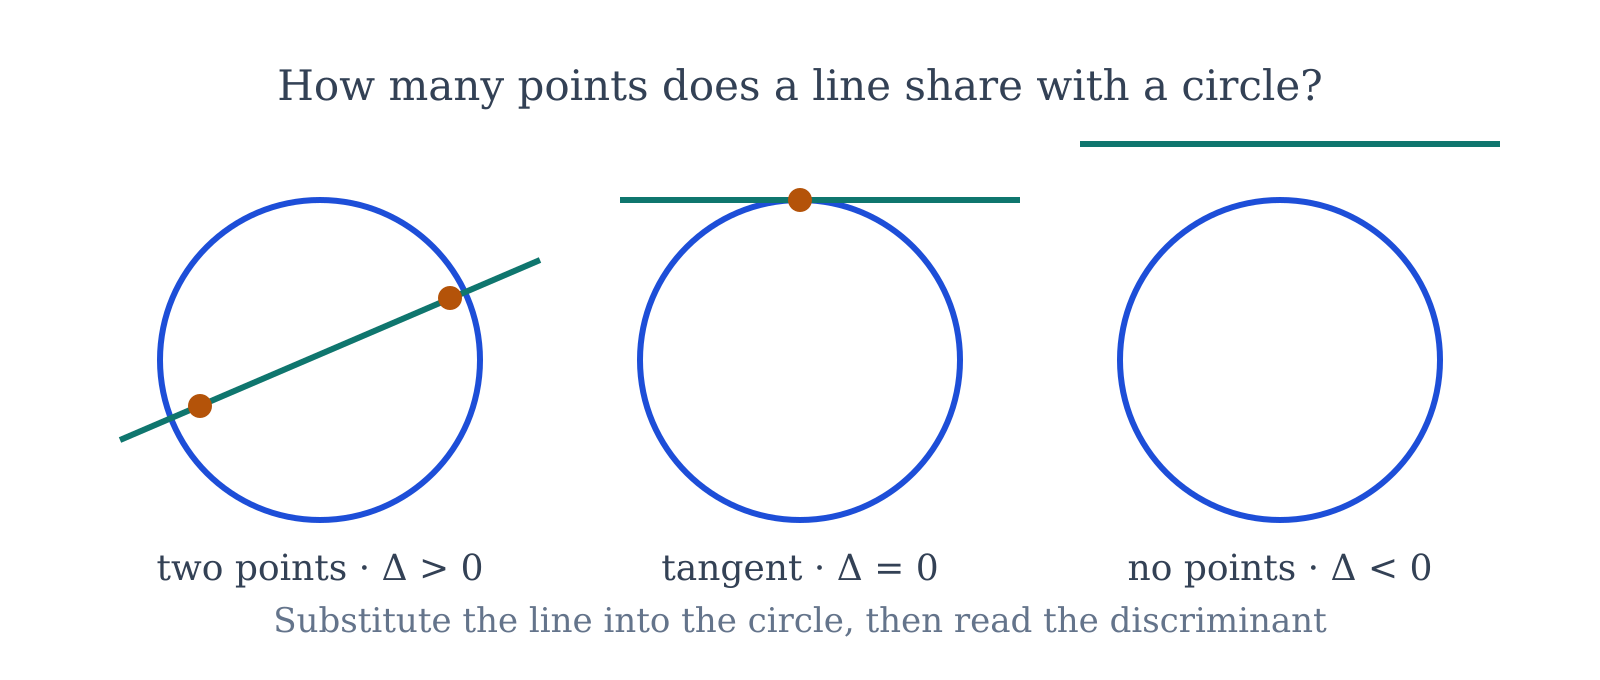 How many points does a line share with a circle?
two points · Δ > 0
tangent · Δ = 0
no points · Δ < 0
Substitute the line into the circle, then read the discriminant